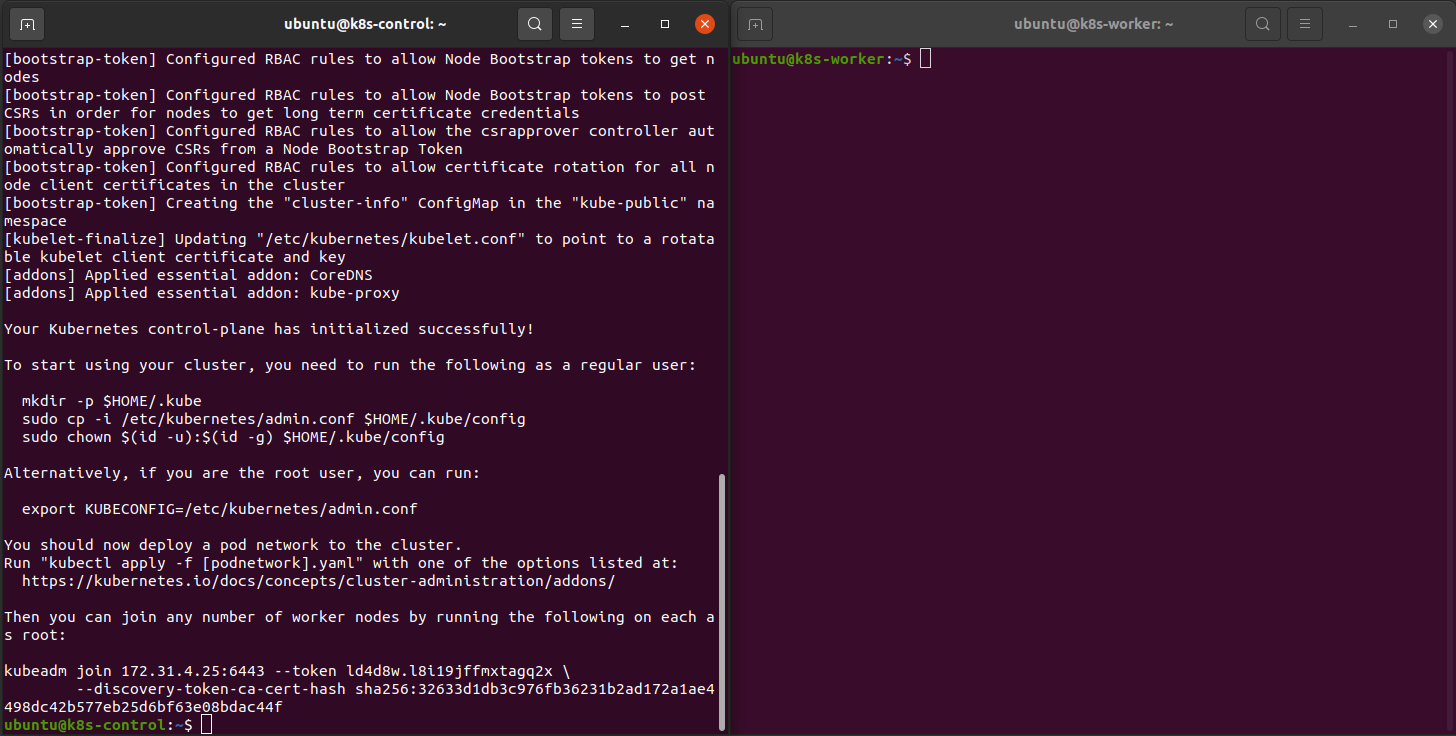 ubuntu@k8s-control: ~
[bootstrap-token] Configured RBAC rules to allow Node Bootstrap tokens to get n
odes
[bootstrap-token] Configured RBAC rules to allow Node Bootstrap tokens to post
CSRs in order for nodes to get long term certificate credentials
[bootstrap-token] Configured RBAC rules to allow the csrapprover controller aut
omatically approve CSRs from a Node Bootstrap Token
[bootstrap-token] Configured RBAC rules to allow certificate rotation for all n
ode client certificates in the cluster
[bootstrap-token] Creating the "cluster-info" ConfigMap in the "kube-public" na
mespace
[kubelet-finalize] Updating "/etc/kubernetes/kubelet.conf" to point to a rotata
ble kubelet client certificate and key
[addons] Applied essential addon: CoreDNS
[addons] Applied essential addon: kube-proxy
Your Kubernetes control-plane has initialized successfully!
To start using your cluster, you need to run the following as a regular user:
mkdir -p $HOME/.kube
sudo cp -i /etc/kubernetes/admin.conf $HOME/.kube/config
sudo chown $(id -u):$(id -g) $HOME/.kube/config
Alternatively, if you are the root user, you can run:
export KUBECONFIG=/etc/kubernetes/admin.conf
You should now deploy a pod network to the cluster.
Run "kubectl apply -f [podnetwork].yaml" with one of the options listed at:
https://kubernetes.io/docs/concepts/cluster-administration/addons/
Then you can join any number of worker nodes by running the following on each a
s root:
kubeadm join 172.31.4.25:6443 --token ld4d8w.l8i19jffmxtagq2x \
--discovery-token-ca-cert-hash sha256:32633d1db3c976fb36231b2ad172a1ae4
498dc42b577eb25d6bf63e08bdac44f
ubuntu@k8s-control:~$
ubuntu@k8s-worker: ~
ubuntu@k8s-worker:~$